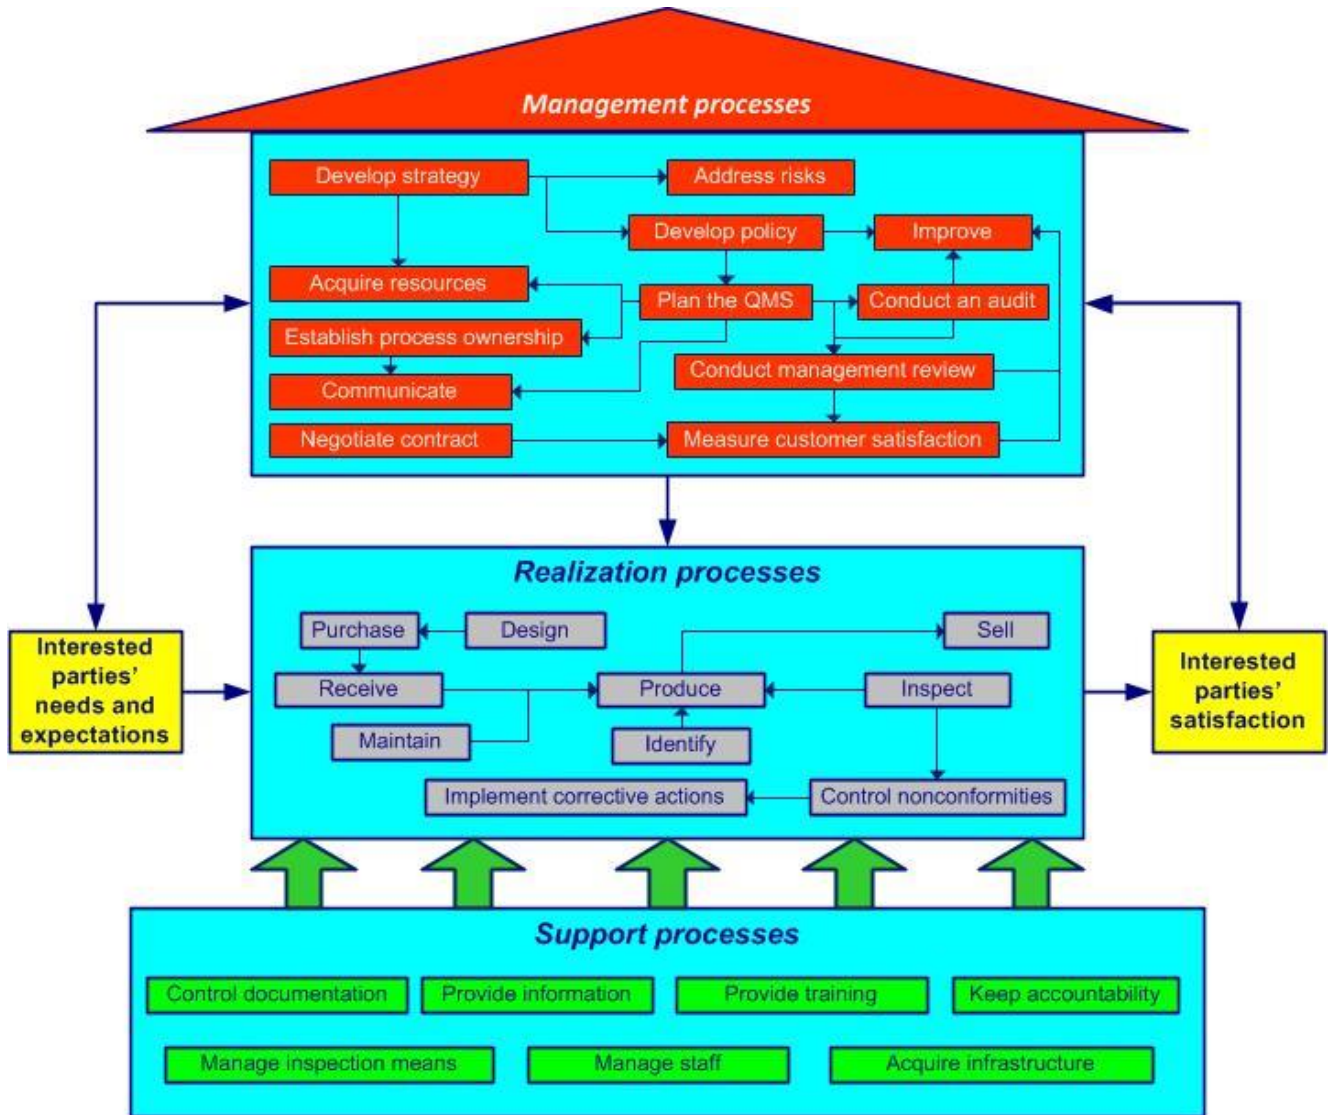 Management processes
Develop strategy
Address risks
Develop policy
Improve
Acquire resources
Plan the QMS
Conduct an audit
Establish process ownership
Conduct management review
Communicate
Negotiate contract
Measure customer satisfaction
Realization processes
Purchase
Design
Sell
Interested
parties’
needs and
expectations
Receive
Produce
Inspect
Interested
parties’
satisfaction
Maintain
Identify
Implement corrective actions
Control nonconformities
Support processes
Control documentation
Provide information
Provide training
Keep accountability
Manage inspection means
Manage staff
Acquire infrastructure